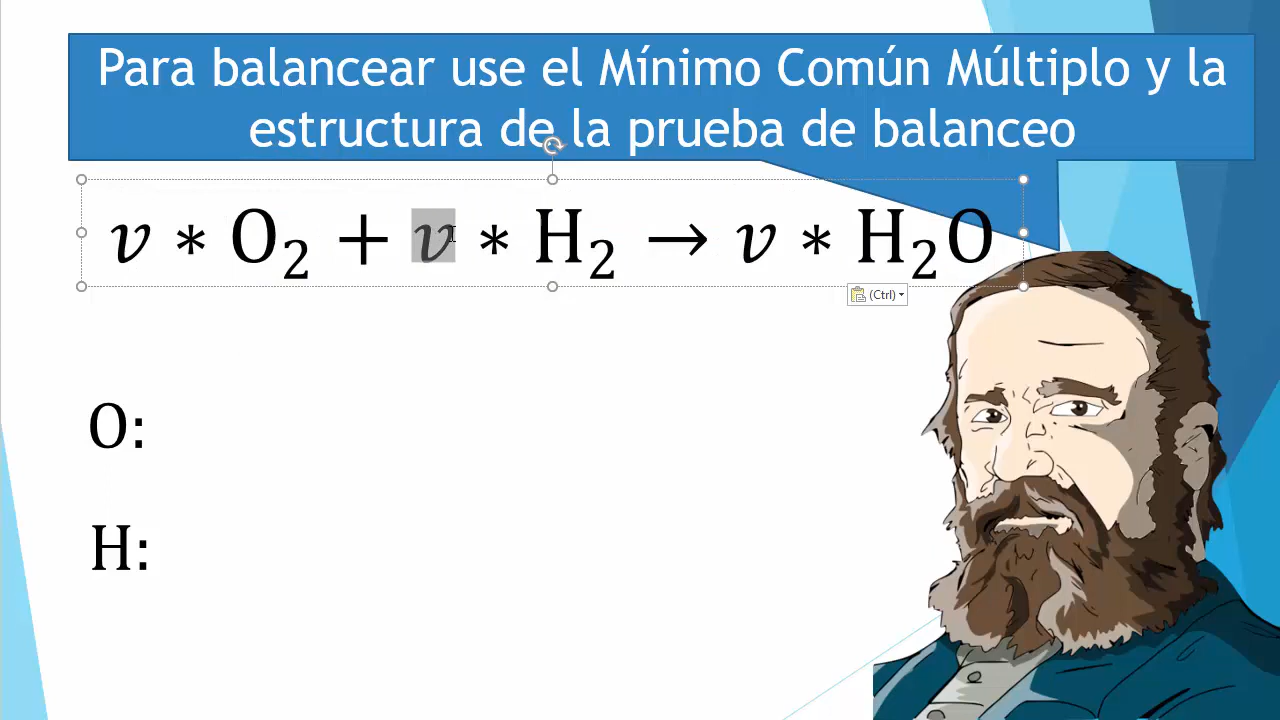 Para balancear use el Mínimo Común Múltiplo y la
estructura de la prueba de balanceo
𝑣 ∗ O₂ + 𝑣 ∗ H₂ → 𝑣 ∗ H₂O
(Ctrl)
O:
H: